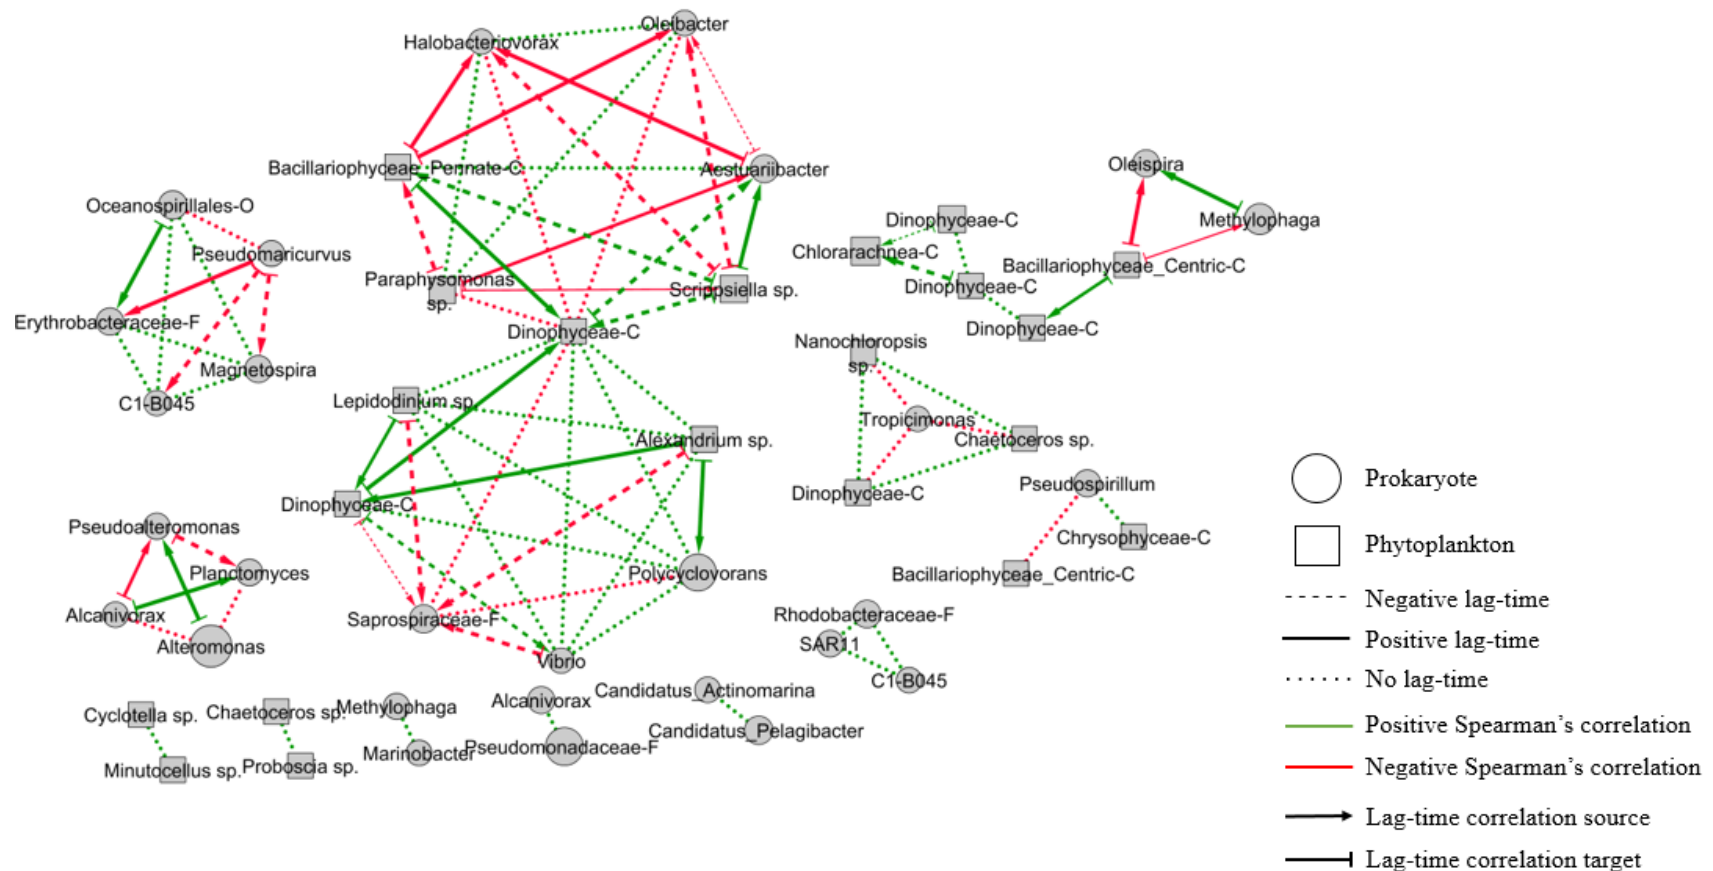 Oleibacter
Halobacteriovorax
Bacillariophyceae_Pennate-C
Aestuariibacter
Paraphysomonas
sp.
Scrippsiella sp.
Dinophyceae-C
Oceanospirillales-O
Pseudomaricurvus
Erythrobacteraceae-F
Magnetospira
C1-B045
Oleispira
Methylophaga
Dinophyceae-C
Chlorarachnea-C
Bacillariophyceae_Centric-C
Dinophyceae-C
Dinophyceae-C
Nanochloropsis
sp.
Tropicimonas
Chaetoceros sp.
Dinophyceae-C
Lepidodinium sp.
Alexandrium sp.
Dinophyceae-C
Polycyclovorans
Saprospiraceae-F
Vibrio
Pseudospirillum
Chrysophyceae-C
Bacillariophyceae_Centric-C
Pseudoalteromonas
Planctomyces
Alcanivorax
Alteromonas
Rhodobacteraceae-F
SAR11
C1-B045
Cyclotella sp.
Minutocellus sp.
Chaetoceros sp.
Proboscia sp.
Methylophaga
Marinobacter
Alcanivorax
Pseudomonadaceae-F
Candidatus_Actinomarina
Candidatus_Pelagibacter
Prokaryote
Phytoplankton
Negative lag-time
Positive lag-time
No lag-time
Positive Spearman's correlation
Negative Spearman's correlation
Lag-time correlation source
Lag-time correlation target